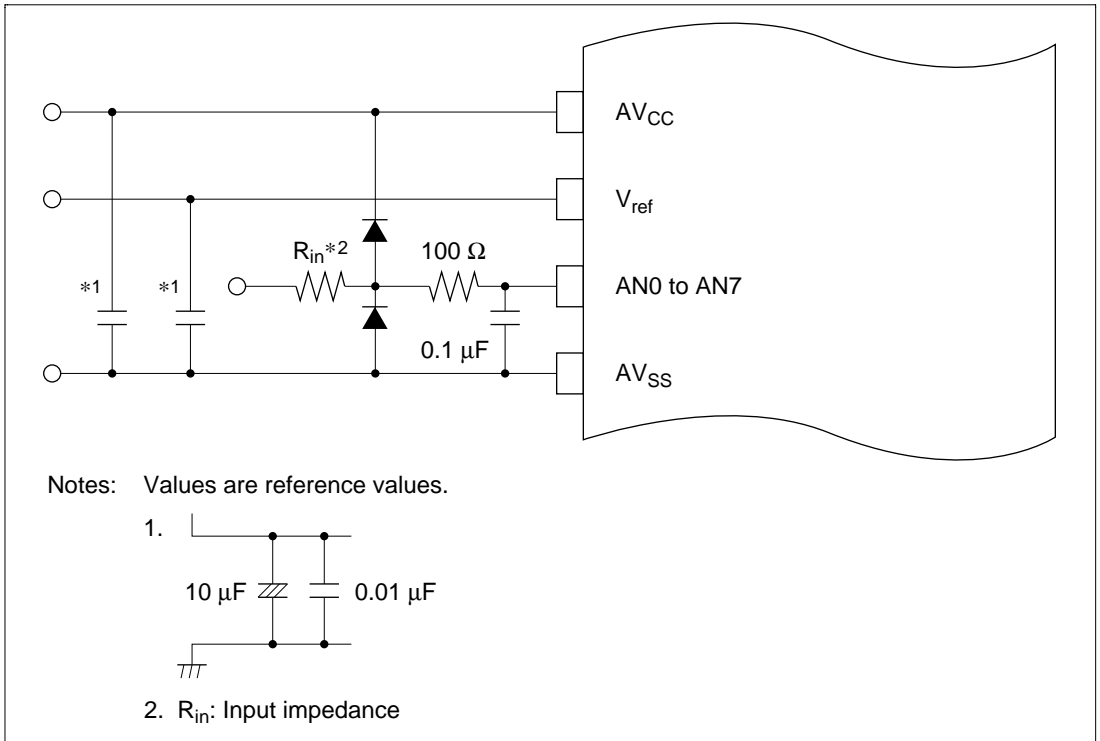 AVCC
Vref
Rin*2
100 Ω
*1
*1
AN0 to AN7
0.1 μF
AVSS
Notes: Values are reference values.
1.
10 μF
0.01 μF
2. Rin: Input impedance